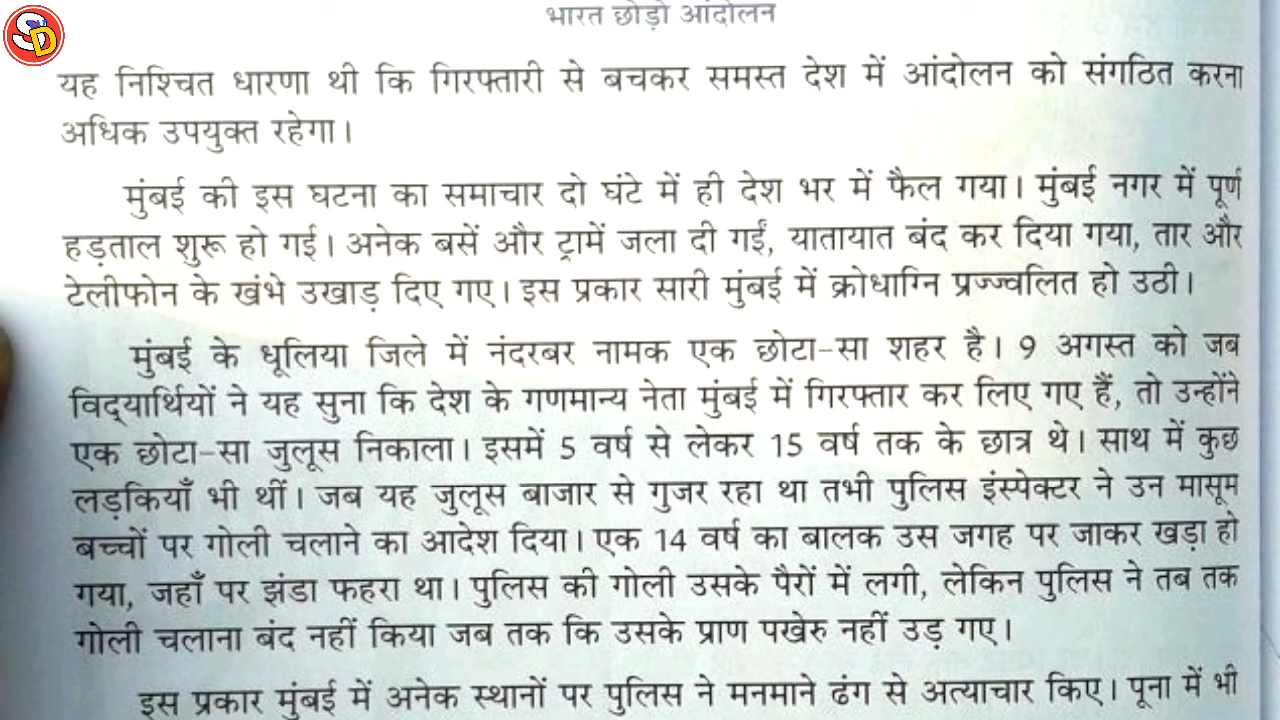 SD
भारत छोड़ो आंदोलन
यह निश्चित धारणा थी कि गिरफ्तारी से बचकर समस्त देश में आंदोलन को संगठित करना
अधिक उपयुक्त रहेगा।
मुंबई की इस घटना का समाचार दो घंटे में ही देश भर में फैल गया। मुंबई नगर में पूर्ण
हड़ताल शुरू हो गई। अनेक बसें और ट्रामें जला दी गईं, यातायात बंद कर दिया गया, तार और
टेलीफोन के खंभे उखाड़ दिए गए। इस प्रकार सारी मुंबई में क्रोधाग्नि प्रज्ज्वलित हो उठी।
मुंबई के धूलिया जिले में नंदरबर नामक एक छोटा-सा शहर है। 9 अगस्त को जब
विद्‌यार्थियों ने यह सुना कि देश के गणमान्य नेता मुंबई में गिरफ्तार कर लिए गए हैं, तो उन्होंने
एक छोटा-सा जुलूस निकाला। इसमें 5 वर्ष से लेकर 15 वर्ष तक के छात्र थे। साथ में कुछ
लड़कियाँ भी थीं। जब यह जुलूस बाजार से गुजर रहा था तभी पुलिस इंस्पेक्टर ने उन मासूम
बच्चों पर गोली चलाने का आदेश दिया। एक 14 वर्ष का बालक उस जगह पर जाकर खड़ा हो
गया, जहाँ पर झंडा फहरा था। पुलिस की गोली उसके पैरों में लगी, लेकिन पुलिस ने तब तक
गोली चलाना बंद नहीं किया जब तक कि उसके प्राण पखेरु नहीं उड़ गए।
इस प्रकार मुंबई में अनेक स्थानों पर पुलिस ने मनमाने ढंग से अत्याचार किए। पूना में भी